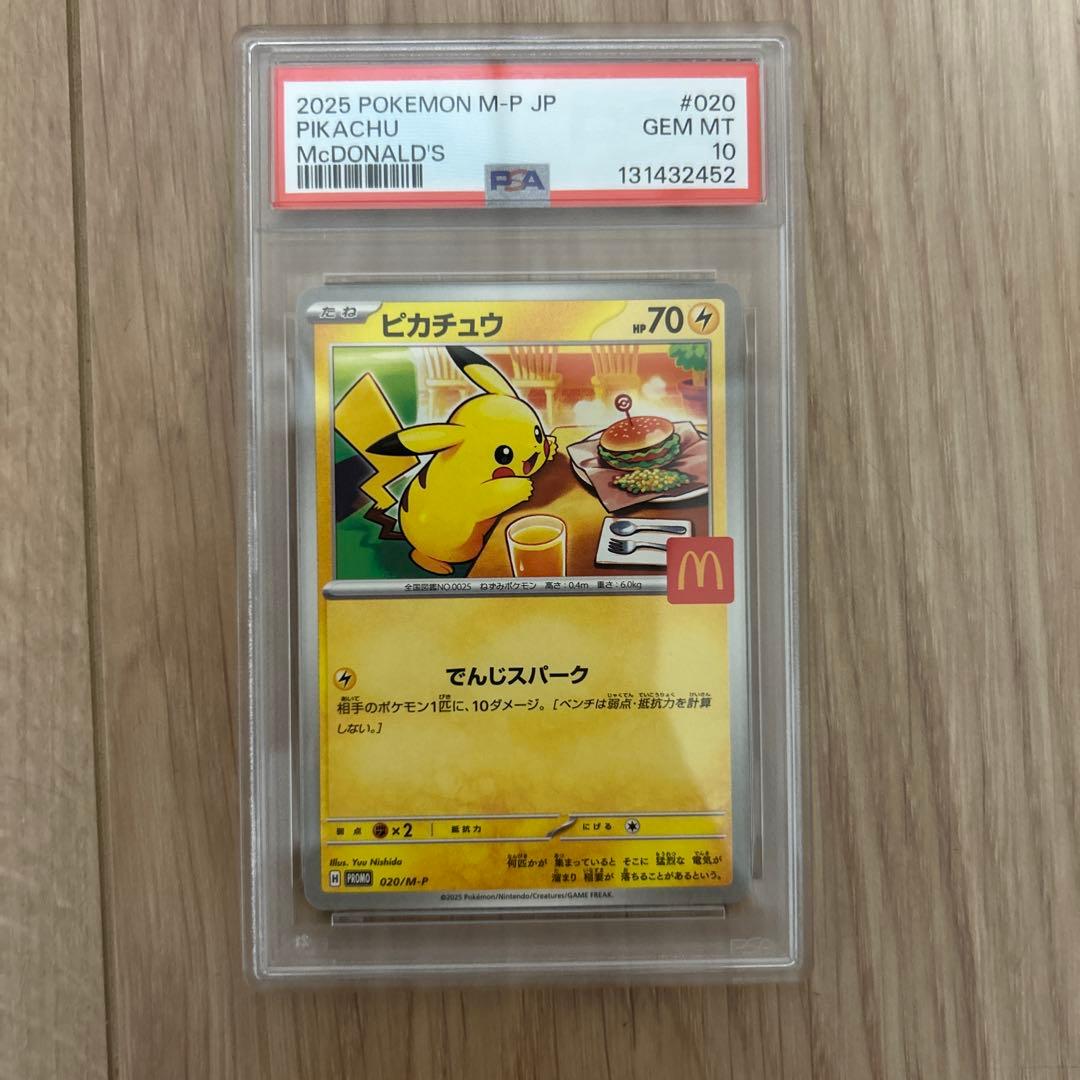 2025 POKEMON M-P JP #020
PIKACHU GEM MT
McDONALD'S 10
PSA 131432452
たね ピカチュウ HP70
全国図鑑NO.0025 ねずみポケモン 高さ:0.4m 重さ:6.0kg
M
でんじスパーク
相手のポケモン1匹に、10ダメージ。[ベンチは弱点・抵抗力を計算
しない。]
弱点 ×2 抵抗力 にげる
Illus. Yuu Nishida
何匹かが 集まっていると そこに 猛烈な 電気が
溜まり 稲妻が 落ちることがあるという。
H PROMO 020/M-P
©2025 Pokémon/Nintendo/Creatures/GAME FREAK.